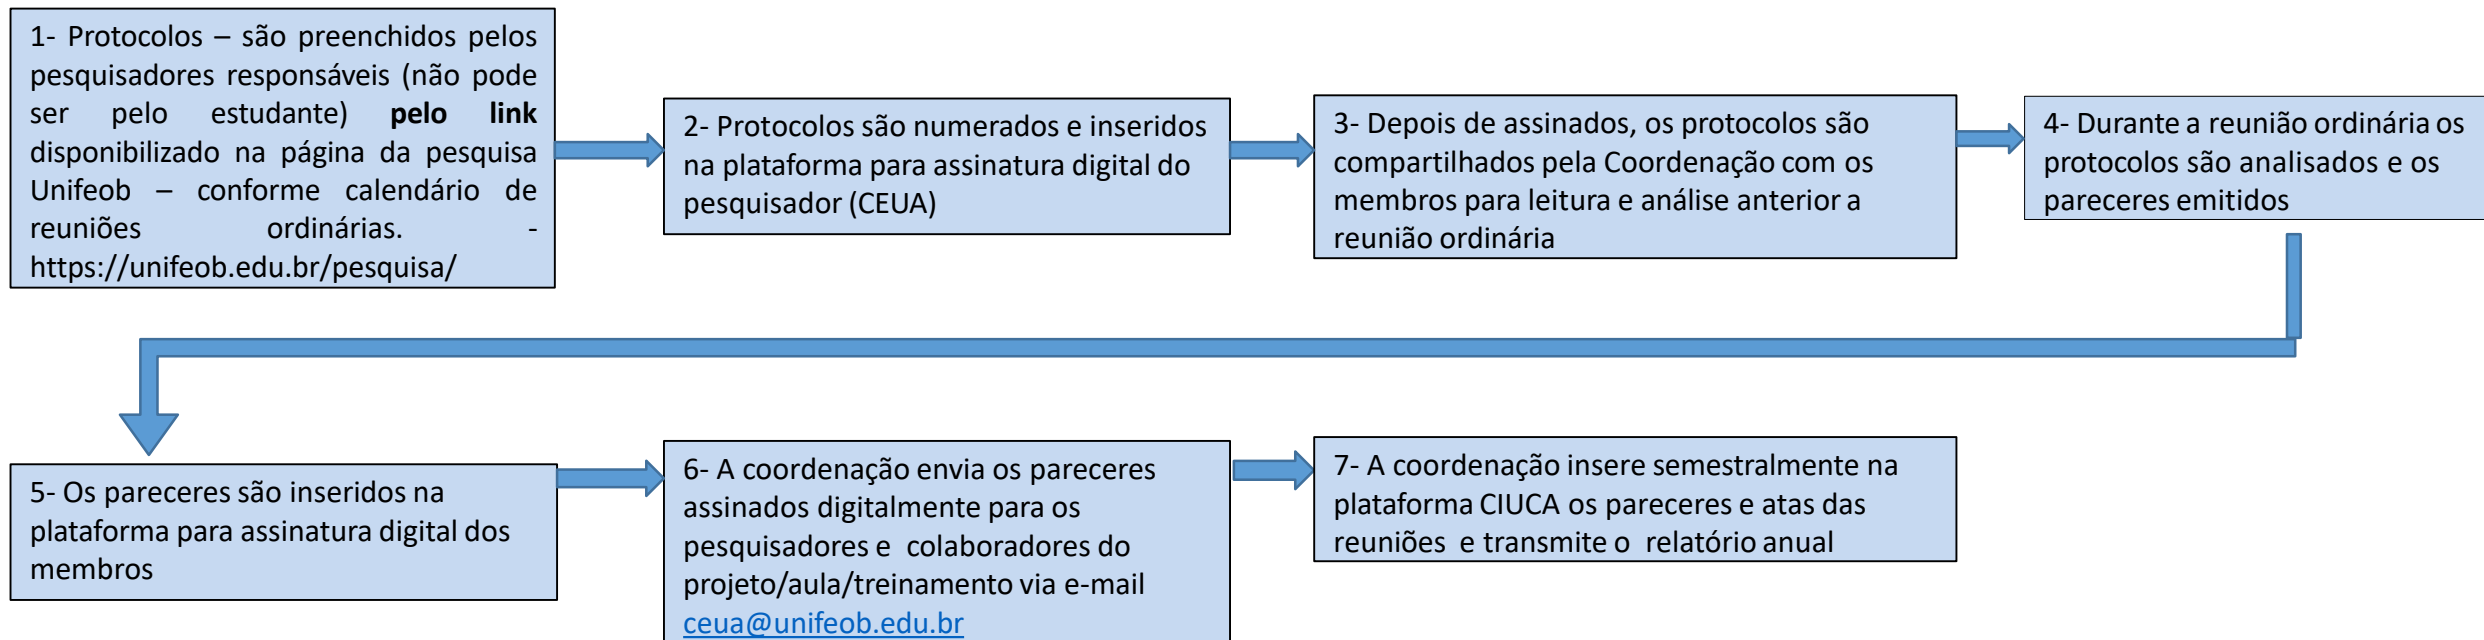 1- Protocolos – são preenchidos pelos
pesquisadores responsáveis (não pode
ser pelo estudante) pelo link
disponibilizado na página da pesquisa
Unifeob – conforme calendário de
reuniões ordinárias. -
https://unifeob.edu.br/pesquisa/
2- Protocolos são numerados e inseridos
na plataforma para assinatura digital do
pesquisador (CEUA)
3- Depois de assinados, os protocolos são
compartilhados pela Coordenação com os
membros para leitura e análise anterior a
reunião ordinária
4- Durante a reunião ordinária os
protocolos são analisados e os
pareceres emitidos
5- Os pareceres são inseridos na
plataforma para assinatura digital dos
membros
6- A coordenação envia os pareceres
assinados digitalmente para os
pesquisadores e colaboradores do
projeto/aula/treinamento via e-mail
ceua@unifeob.edu.br
7- A coordenação insere semestralmente na
plataforma CIUCA os pareceres e atas das
reuniões e transmite o relatório anual